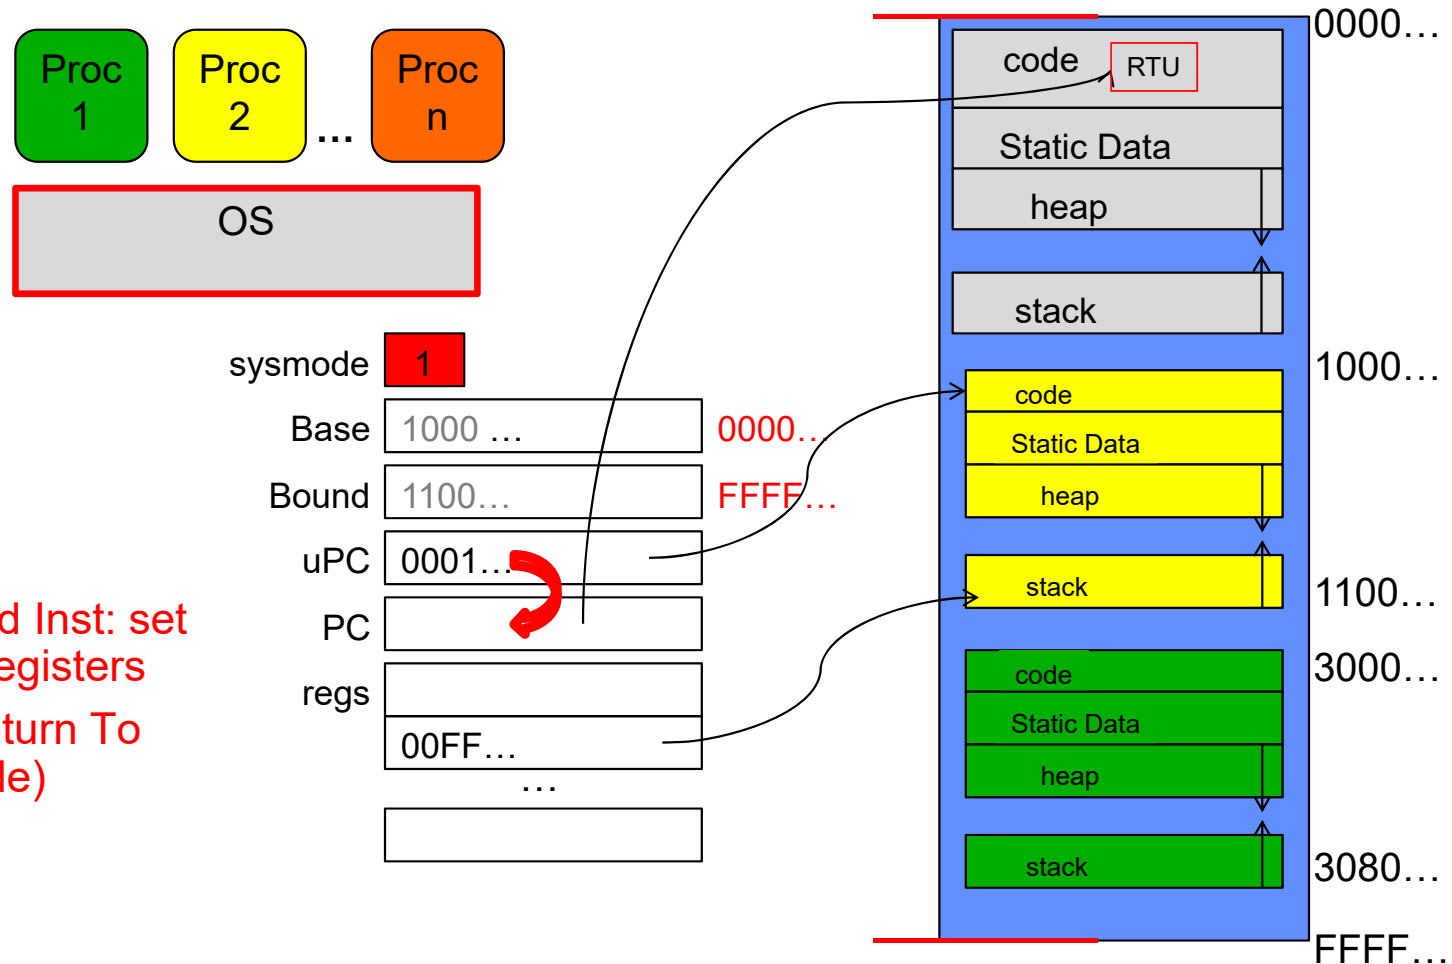 Proc
1
Proc
2
...
Proc
n
OS
sysmode 1
Base 1000 … 0000…
Bound 1100… FFFF…
uPC 0001…
PC
regs
00FF…
…
d Inst: set
egisters
turn To
le)
0000…
code RTU
Static Data
heap
stack
1000…
code
Static Data
heap
stack
1100…
3000…
code
Static Data
heap
stack
3080…
FFFF…